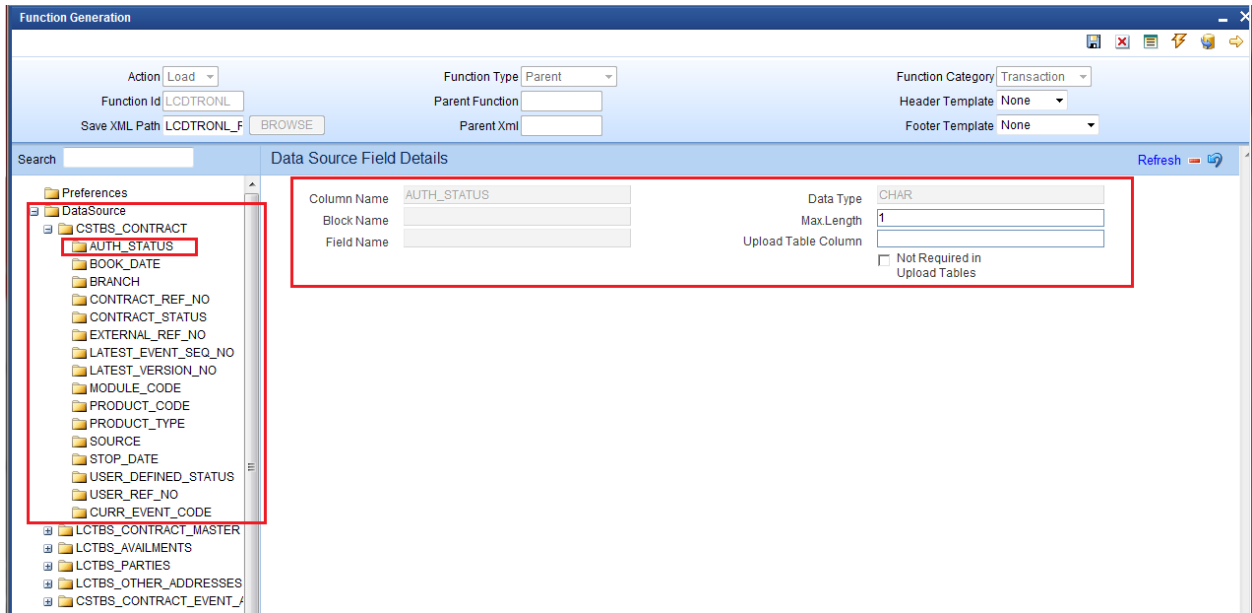 Function Generation
Action Load
Function Type Parent
Function Category Transaction
Function Id LCDTRONL
Parent Function
Header Template None
Save XML Path LCDTRONL_F BROWSE
Parent Xml
Footer Template None
Search
Data Source Field Details
Refresh
Preferences
DataSource
CSTBS_CONTRACT
AUTH_STATUS
BOOK_DATE
BRANCH
CONTRACT_REF_NO
CONTRACT_STATUS
EXTERNAL_REF_NO
LATEST_EVENT_SEQ_NO
LATEST_VERSION_NO
MODULE_CODE
PRODUCT_CODE
PRODUCT_TYPE
SOURCE
STOP_DATE
USER_DEFINED_STATUS
USER_REF_NO
CURR_EVENT_CODE
LCTBS_CONTRACT_MASTER
LCTBS_AVAILMENTS
LCTBS_PARTIES
LCTBS_OTHER_ADDRESSES
CSTBS_CONTRACT_EVENT_
Column Name AUTH_STATUS
Data Type CHAR
Block Name
Max.Length 1
Field Name
Upload Table Column
Not Required in
Upload Tables